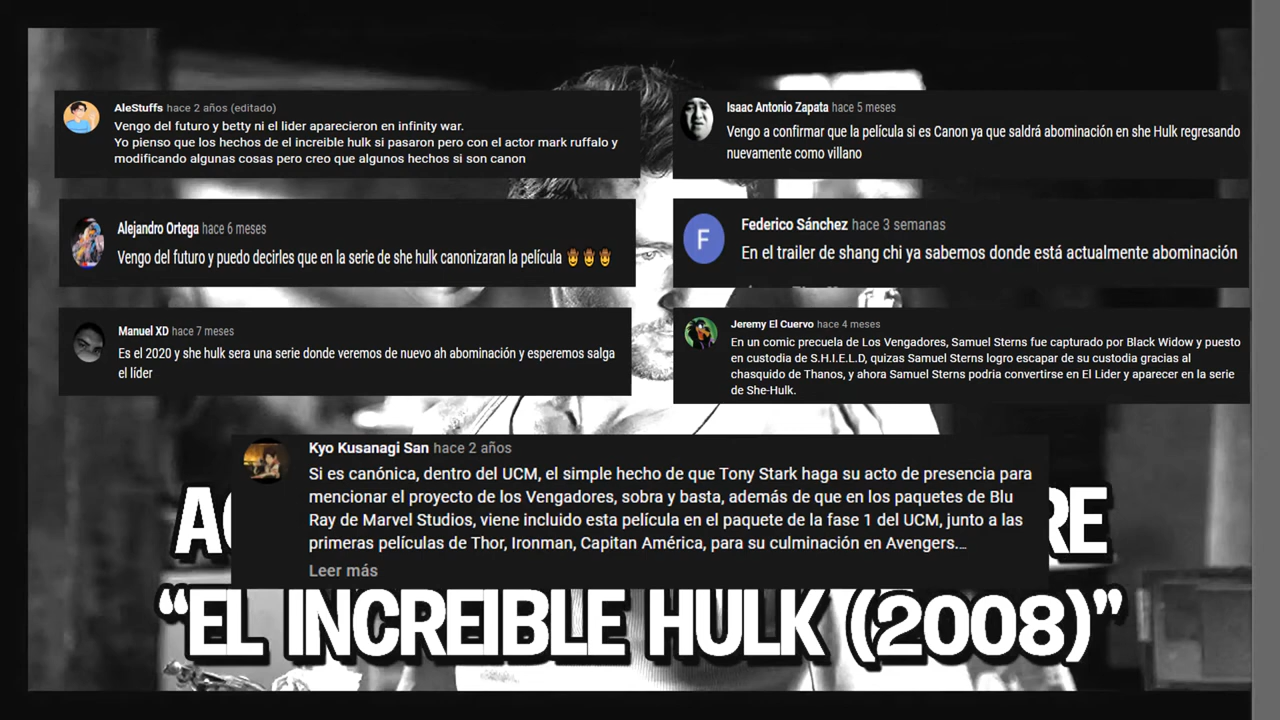 AleStuffs hace 2 años (editado)
Vengo del futuro y betty ni el lider aparecieron en infinity war.
Yo pienso que los hechos de el increible hulk si pasaron pero con el actor mark ruffalo y
modificando algunas cosas pero creo que algunos hechos si son canon
Isaac Antonio Zapata hace 5 meses
Vengo a confirmar que la película si es Canon ya que saldrá abominación en she Hulk regresando
nuevamente como villano
Alejandro Ortega hace 6 meses
Vengo del futuro y puedo decirles que en la serie de she hulk canonizaran la película 🤠🤠🤠
F
Federico Sánchez hace 3 semanas
En el trailer de shang chi ya sabemos donde está actualmente abominación
Manuel XD hace 7 meses
Es el 2020 y she hulk sera una serie donde veremos de nuevo ah abominación y esperemos salga
el líder
Jeremy El Cuervo hace 4 meses
En un comic precuela de Los Vengadores, Samuel Sterns fue capturado por Black Widow y puesto
en custodia de S.H.I.E.L.D, quizas Samuel Sterns logro escapar de su custodia gracias al
chasquido de Thanos, y ahora Samuel Sterns podria convertirse en El Lider y aparecer en la serie
de She-Hulk.
Kyo Kusanagi San hace 2 años
Si es canónica, dentro del UCM, el simple hecho de que Tony Stark haga su acto de presencia para
mencionar el proyecto de los Vengadores, sobra y basta, además de que en los paquetes de Blu
Ray de Marvel Studios, viene incluido esta película en el paquete de la fase 1 del UCM, junto a las
primeras películas de Thor, Ironman, Capitan América, para su culminación en Avengers....
Leer más
“EL INCREIBLE HULK (2008)”